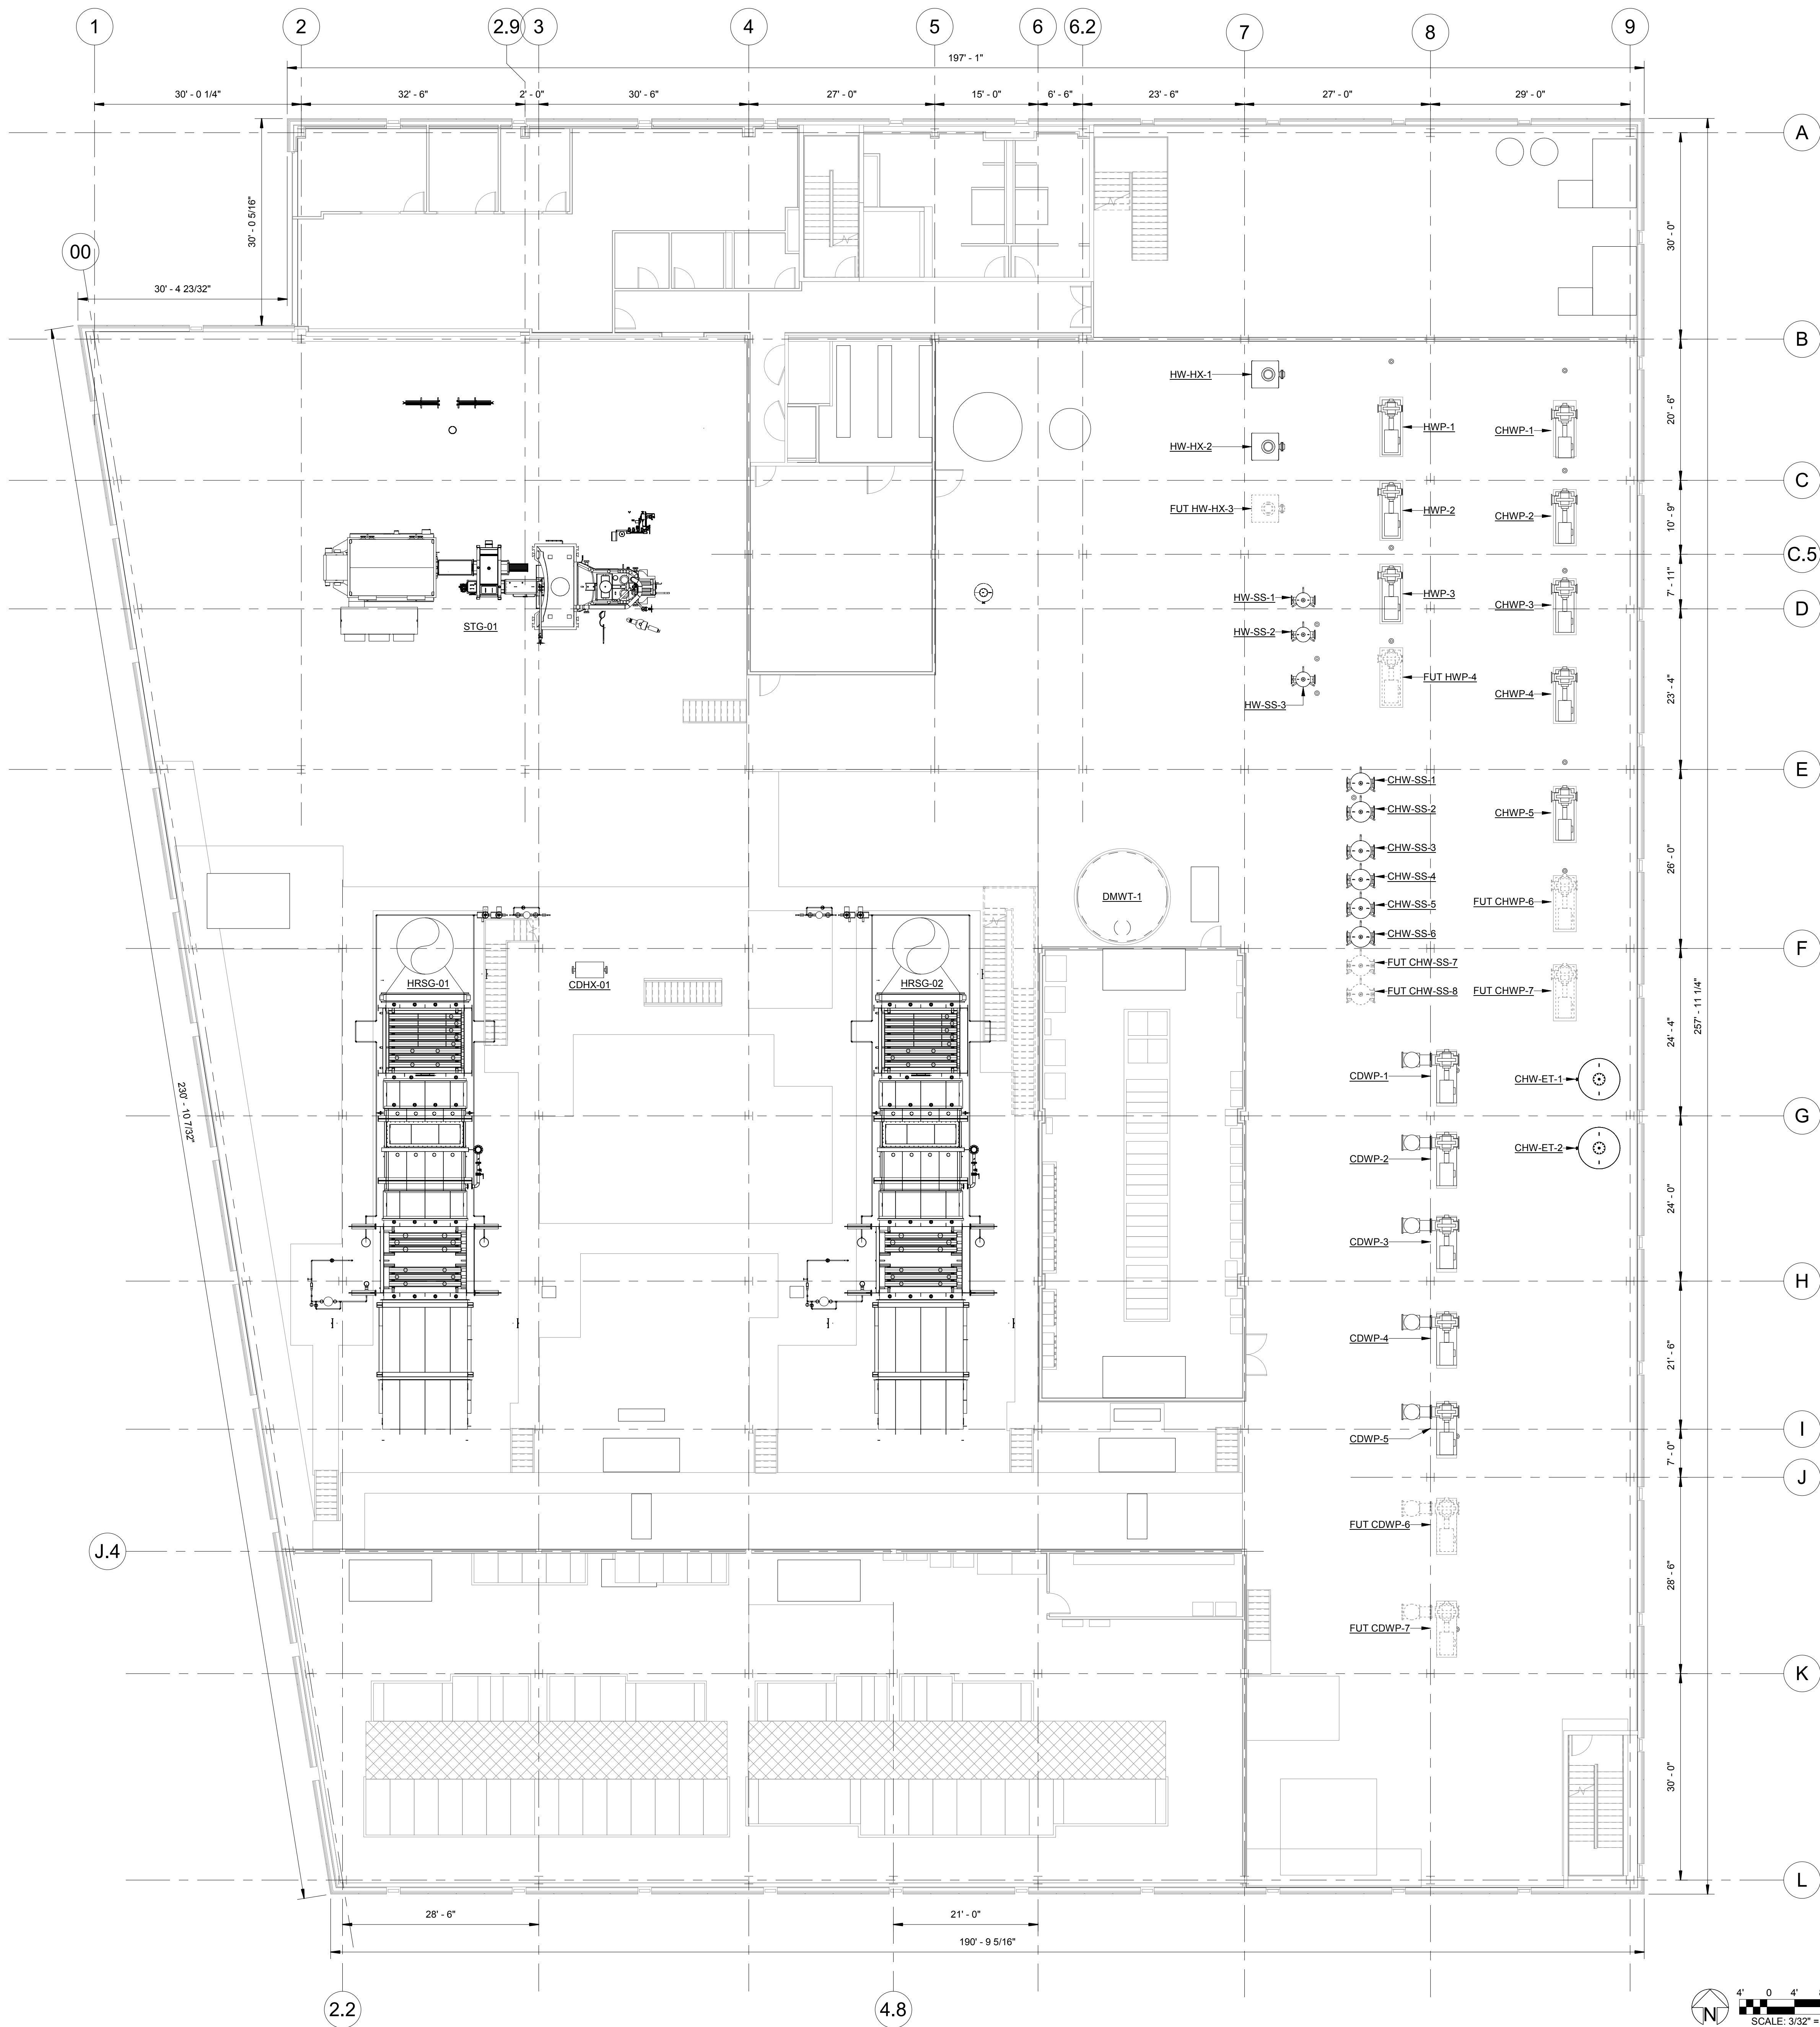 1 2 2.9 3 4 5 6 6.2 7 8 9
197' - 1"
30' - 0 1/4" 32' - 6" 2' - 0" 30' - 6" 27' - 0" 15' - 0" 6' - 6" 23' - 6" 27' - 0" 29' - 0"
A
30' - 0 5/16"
30' - 0"
00
30' - 4 23/32"
B
HW-HX-1
20' - 6"
HWP-1
CHWP-1
HW-HX-2
C
FUT HW-HX-3
HWP-2
CHWP-2
10' - 9"
C.5
7' - 11"
HW-SS-1
HWP-3
CHWP-3
D
STG-01
HW-SS-2
FUT HWP-4
CHWP-4
23' - 4"
HW-SS-3
E
CHW-SS-1
CHW-SS-2
CHWP-5
CHW-SS-3
26' - 0"
CHW-SS-4
DMWT-1
FUT CHWP-6
CHW-SS-5
CHW-SS-6
F
FUT CHW-SS-7
HRSG-01
CDHX-01
HRSG-02
FUT CHW-SS-8
FUT CHWP-7
24' - 4"
257' - 11 1/4"
CDWP-1
CHW-ET-1
230' - 10 7/32"
G
CHW-ET-2
CDWP-2
24' - 0"
CDWP-3
H
CDWP-4
21' - 6"
I
CDWP-5
7' - 0"
J
FUT CDWP-6
J.4
28' - 6"
FUT CDWP-7
K
30' - 0"
L
28' - 6" 21' - 0"
190' - 9 5/16"
2.2 4.8
N
4' 0 4'
SCALE: 3/32" =